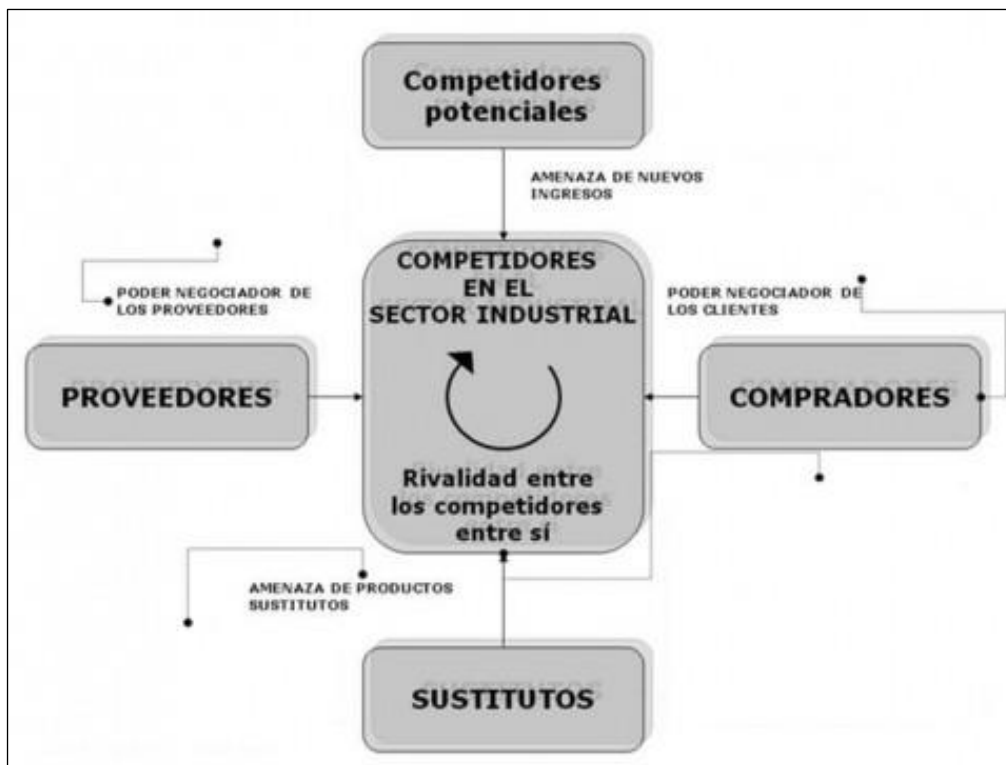 Competidores
potenciales
AMENAZA DE NUEVOS
INGRESOS
COMPETIDORES
EN EL
SECTOR INDUSTRIAL
PODER NEGOCIADOR DE
LOS PROVEEDORES
PODER NEGOCIADOR DE
LOS CLIENTES
PROVEEDORES
COMPRADORES
Rivalidad entre
los competidores
entre sí
AMENAZA DE PRODUCTOS
SUSTITUTOS
SUSTITUTOS